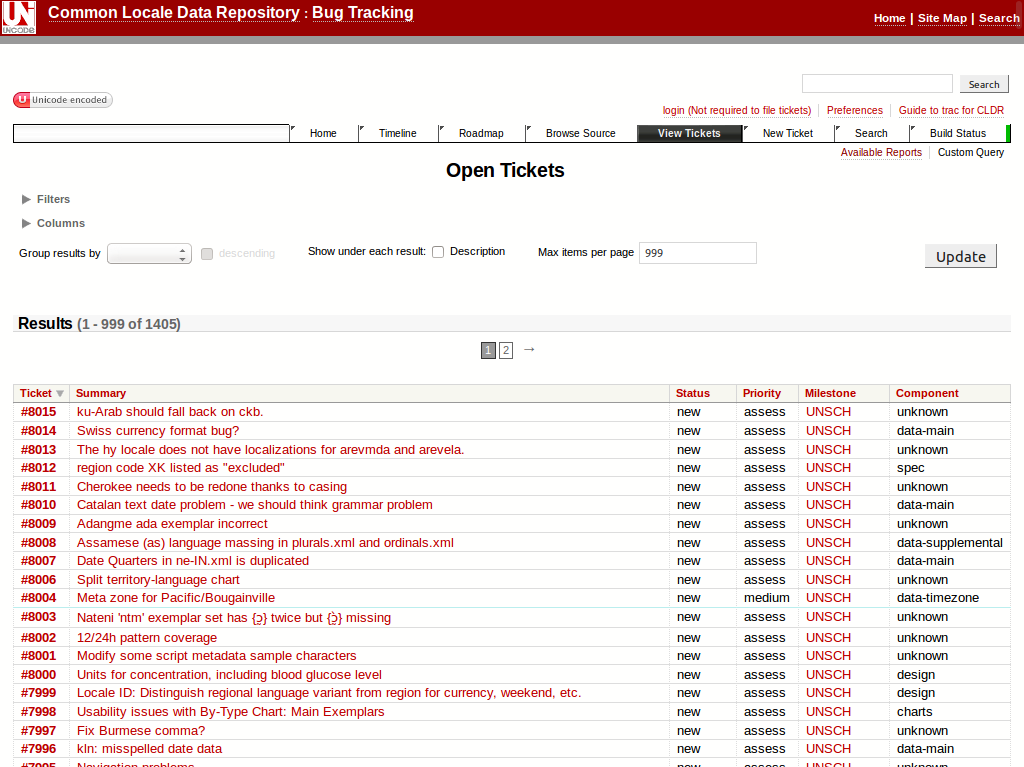 Common Locale Data Repository : Bug Tracking
UNICODE
Home | Site Map | Search
Search
Unicode encoded
login (Not required to file tickets) Preferences Guide to trac for CLDR
Home Timeline Roadmap Browse Source View Tickets New Ticket Search Build Status
Available Reports Custom Query
Open Tickets
Filters
Columns
Group results by descending Show under each result: Description Max items per page 999 Update
Results (1 - 999 of 1405)
1 2 →
Ticket Summary Status Priority Milestone Component
#8015 ku-Arab should fall back on ckb. new assess UNSCH unknown
#8014 Swiss currency format bug? new assess UNSCH data-main
#8013 The hy locale does not have localizations for arevmda and arevela. new assess UNSCH unknown
#8012 region code XK listed as "excluded" new assess UNSCH spec
#8011 Cherokee needs to be redone thanks to casing new assess UNSCH unknown
#8010 Catalan text date problem - we should think grammar problem new assess UNSCH data-main
#8009 Adangme ada exemplar incorrect new assess UNSCH unknown
#8008 Assamese (as) language massing in plurals.xml and ordinals.xml new assess UNSCH data-supplemental
#8007 Date Quarters in ne-IN.xml is duplicated new assess UNSCH data-main
#8006 Split territory-language chart new assess UNSCH unknown
#8004 Meta zone for Pacific/Bougainville new medium UNSCH data-timezone
#8003 Nateni 'ntm' exemplar set has {ɔ̰} twice but {ɔ̰̀} missing new assess UNSCH unknown
#8002 12/24h pattern coverage new assess UNSCH unknown
#8001 Modify some script metadata sample characters new assess UNSCH unknown
#8000 Units for concentration, including blood glucose level new assess UNSCH design
#7999 Locale ID: Distinguish regional language variant from region for currency, weekend, etc. new assess UNSCH design
#7998 Usability issues with By-Type Chart: Main Exemplars new assess UNSCH charts
#7997 Fix Burmese comma? new assess UNSCH unknown
#7996 kln: misspelled date data new assess UNSCH data-main
#7995 Navigation problems new assess UNSCH unknown